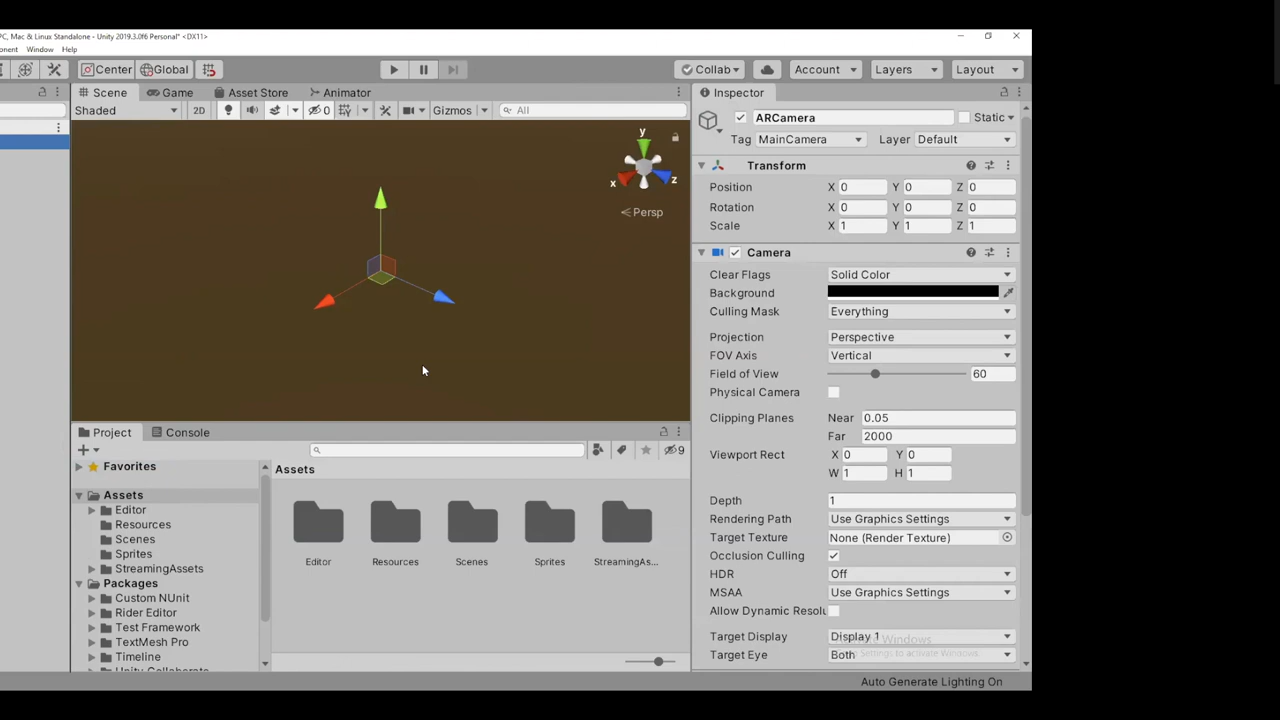 PC, Mac & Linux Standalone - Unity 2019.3.0f6 Personal* <DX11>
onent Window Help
Center Global Collab Account Layers Layout
Scene Game Asset Store Animator
Shaded 2D 0 Gizmos All
y
x z
Persp
Inspector
ARCamera Static
Tag MainCamera Layer Default
Transform
Position X 0 Y 0 Z 0
Rotation X 0 Y 0 Z 0
Scale X 1 Y 1 Z 1
Camera
Clear Flags Solid Color
Background
Culling Mask Everything
Projection Perspective
FOV Axis Vertical
Field of View 60
Physical Camera
Clipping Planes Near 0.05
Far 2000
Viewport Rect X 0 Y 0
W 1 H 1
Depth 1
Rendering Path Use Graphics Settings
Target Texture None (Render Texture)
Occlusion Culling
HDR Off
MSAA Use Graphics Settings
Allow Dynamic Resolu
Target Display Display 1
Target Eye Both
Project Console
9
Favorites
Assets
Editor
Resources
Scenes
Sprites
StreamingAssets
Packages
Custom NUnit
Rider Editor
Test Framework
TextMesh Pro
Timeline
Unity Collaborate
Assets
Editor Resources Scenes Sprites StreamingAs...
Windows
Settings to activate Windows.
Auto Generate Lighting On